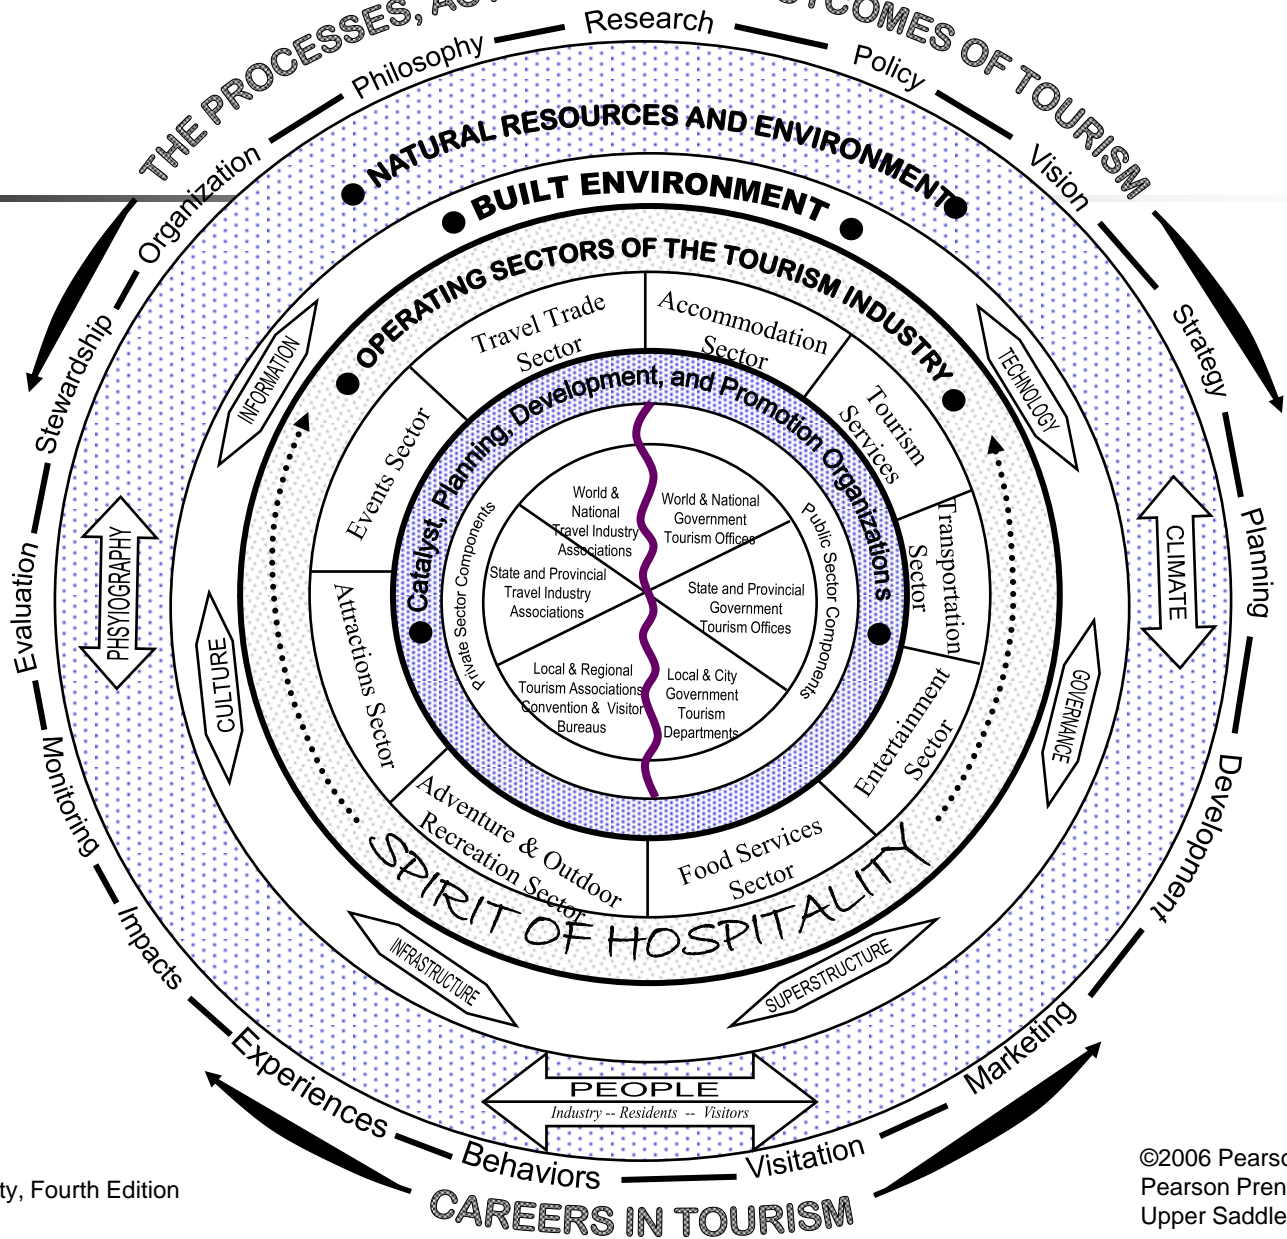 THE PROCESSES, OF TOURISM
Research
Philosophy
Policy
Organization
Vision
Stewardship
Strategy
Evaluation
Planning
Monitoring
Development
Impacts
Marketing
Experiences
Visitation
Behaviors
NATURAL RESOURCES AND ENVIRONMENT
BUILT ENVIRONMENT
OPERATING SECTORS OF THE TOURISM INDUSTRY
INFORMATION
TECHNOLOGY
PHSYIOGRAPHY
CLIMATE
CULTURE
GOVERNANCE
INFRASTRUCTURE
SUPERSTRUCTURE
Travel Trade
Sector
Accommodation
Sector
Events Sector
Tourism
Services
Transportation
Sector
Attractions Sector
Entertainment
Sector
Adventure & Outdoor
Recreation Sector
Food Services
Sector
Catalyst, Planning, Development, and Promotion Organizations
Private Sector Components
Public Sector Components
World &
National
Travel Industry
Associations
World & National
Government
Tourism Offices
State and Provincial
Travel Industry
Associations
State and Provincial
Government
Tourism Offices
Local & Regional
Tourism Associations
Convention & Visitor
Bureaus
Local & City
Government
Tourism
Departments
SPIRIT OF HOSPITALITY
PEOPLE
Industry -- Residents -- Visitors
CAREERS IN TOURISM
ty, Fourth Edition
©2006 Pearso
Pearson Pren
Upper Saddle